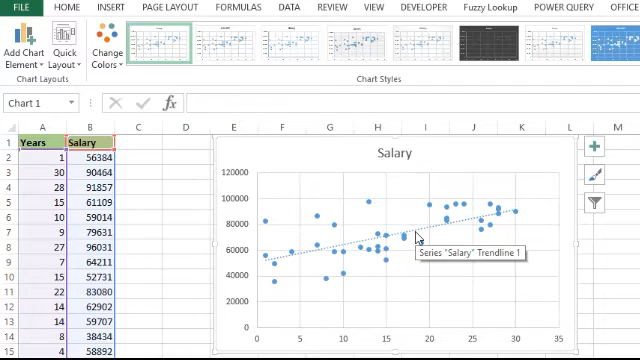 FILE HOME INSERT PAGE LAYOUT FORMULAS DATA REVIEW VIEW DEVELOPER Fuzzy Lookup POWER QUERY OFFICE
Add Chart Element Quick Layout Change Colors
Chart Layouts Chart Styles
Chart 1 fx
A B C D E F G H I J K L M
1 Years Salary
2 1 56384
3 30 90464
4 28 91857
5 15 61109
6 10 59014
7 9 79631
8 27 96031
9 7 64211
10 15 52731
11 22 83080
12 14 62902
13 14 59707
14 8 38434
15 4 58892
Salary
120000
100000
80000
60000
40000
20000
0
0 5 10 15 20 25 30 35
Series "Salary" Trendline 1